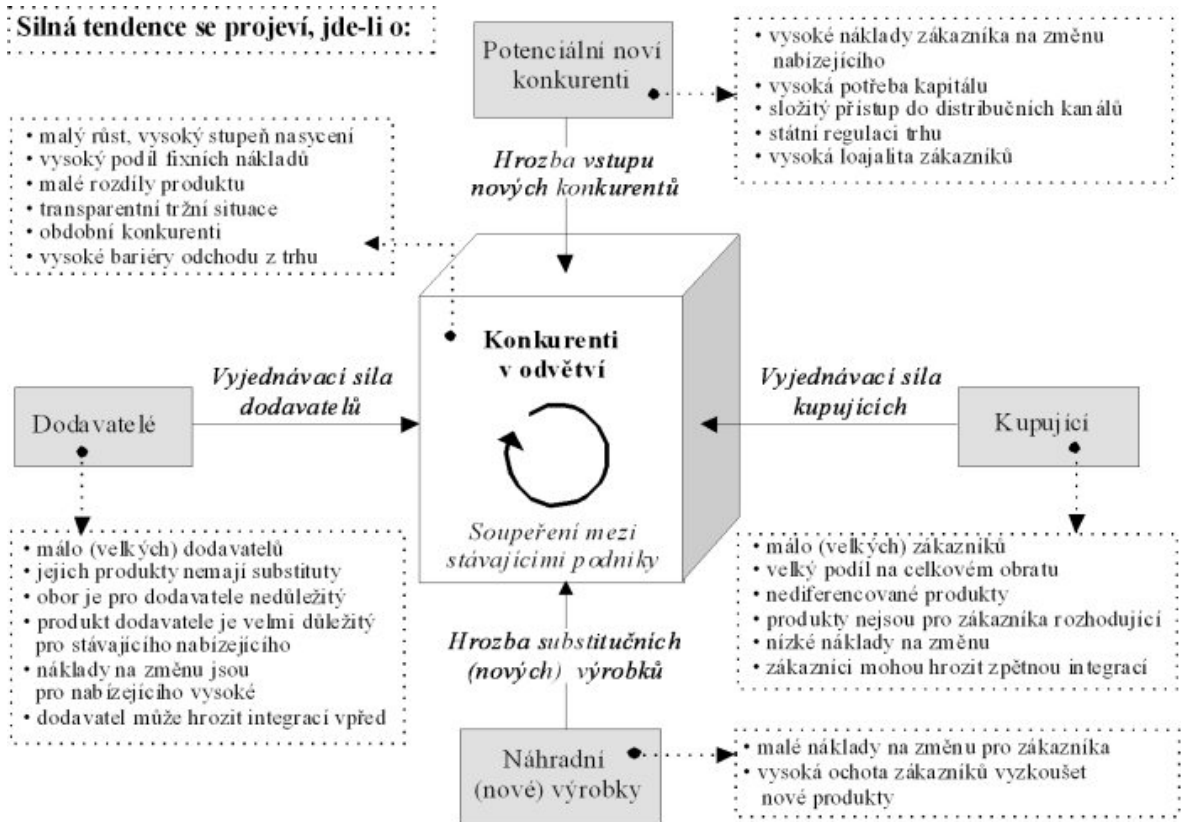 Silná tendence se projeví, jde-li o:
Potenciální noví
konkurenti
• vysoké náklady zákazníka na změnu
nabízejícího
• vysoká potřeba kapitálu
• složitý přístup do distribučních kanálů
• státní regulaci trhu
• vysoká loajalita zákazníků
• malý růst, vysoký stupeň nasycení
• vysoký podíl fixních nákladů
• malé rozdíly produktu
• transparentní tržní situace
• obdobní konkurenti
• vysoké bariéry odchodu z trhu
Hrozba vstupu
nových konkurentů
Konkurenti
v odvětví
Soupeření mezi
stávajícími podniky
Vyjednávací síla
dodavatelů
Dodavatelé
Vyjednávací síla
kupujících
Kupující
• málo (velkých) dodavatelů
• jejich produkty nemají substituty
• obor je pro dodavatele nedůležitý
• produkt dodavatele je velmi důležitý
pro stávajícího nabízejícího
• náklady na změnu jsou
pro nabízejícího vysoké
• dodavatel může hrozit integrací vpřed
Hrozba substitučních
(nových) výrobků
• málo (velkých) zákazníků
• velký podíl na celkovém obratu
• nediferencované produkty
• produkty nejsou pro zákazníka rozhodující
• nízké náklady na změnu
• zákazníci mohou hrozit zpětnou integrací
Náhradní
(nové) výrobky
• malé náklady na změnu pro zákazníka
• vysoká ochota zákazníků vyzkoušet
nové produkty